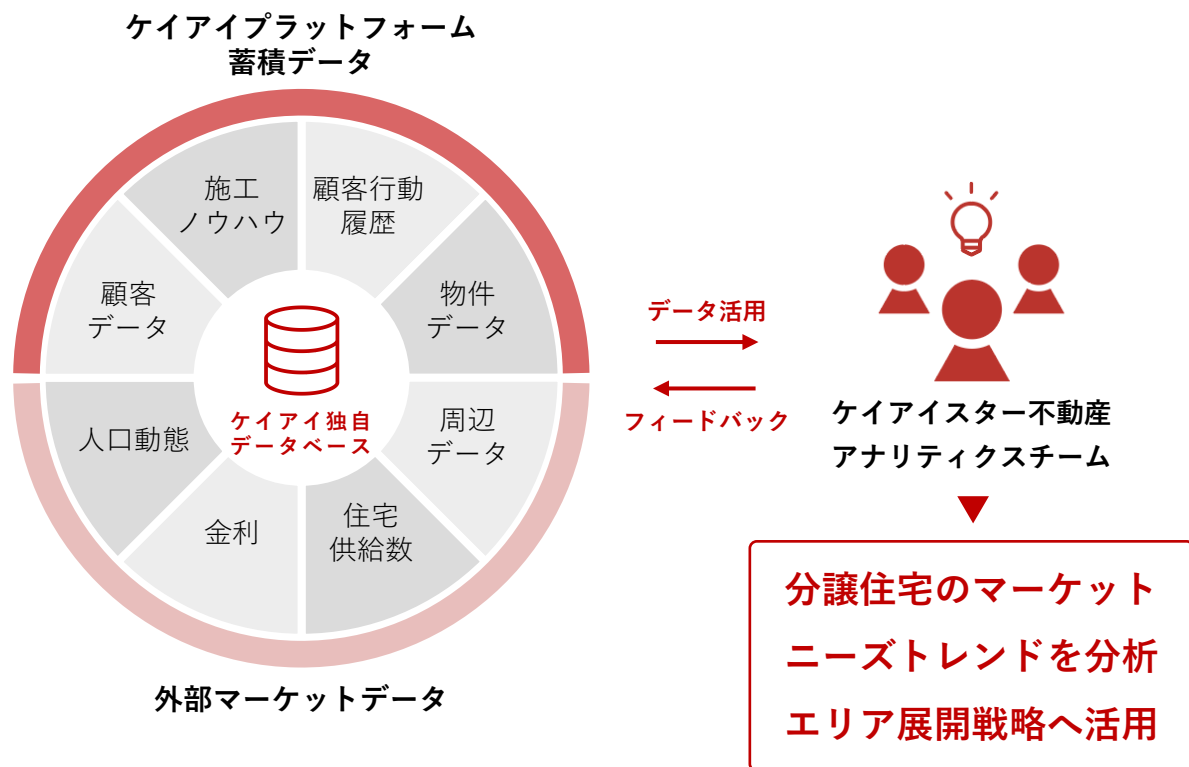 ケイアイプラットフォーム
蓄積データ
施工
ノウハウ
顧客行動
履歴
顧客
データ
物件
データ
ケイアイ独自
データベース
人口動態
周辺
データ
金利
住宅
供給数
外部マーケットデータ
データ活用
フィードバック
ケイアイスター不動産
アナリティクスチーム
分譲住宅のマーケット
ニーズトレンドを分析
エリア展開戦略へ活用